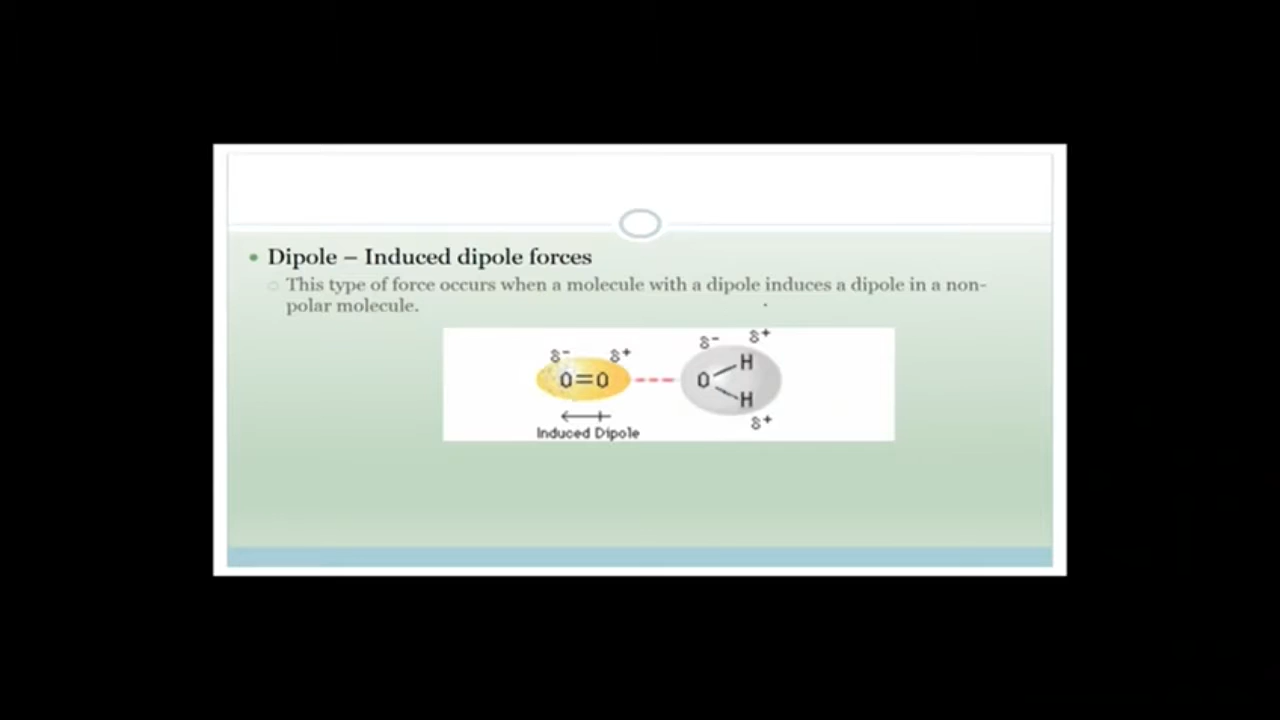 Dipole – Induced dipole forces
This type of force occurs when a molecule with a dipole induces a dipole in a non-
polar molecule.
δ⁻ δ⁺ δ⁻ δ⁺
O=O O H
H
δ⁺
Induced Dipole